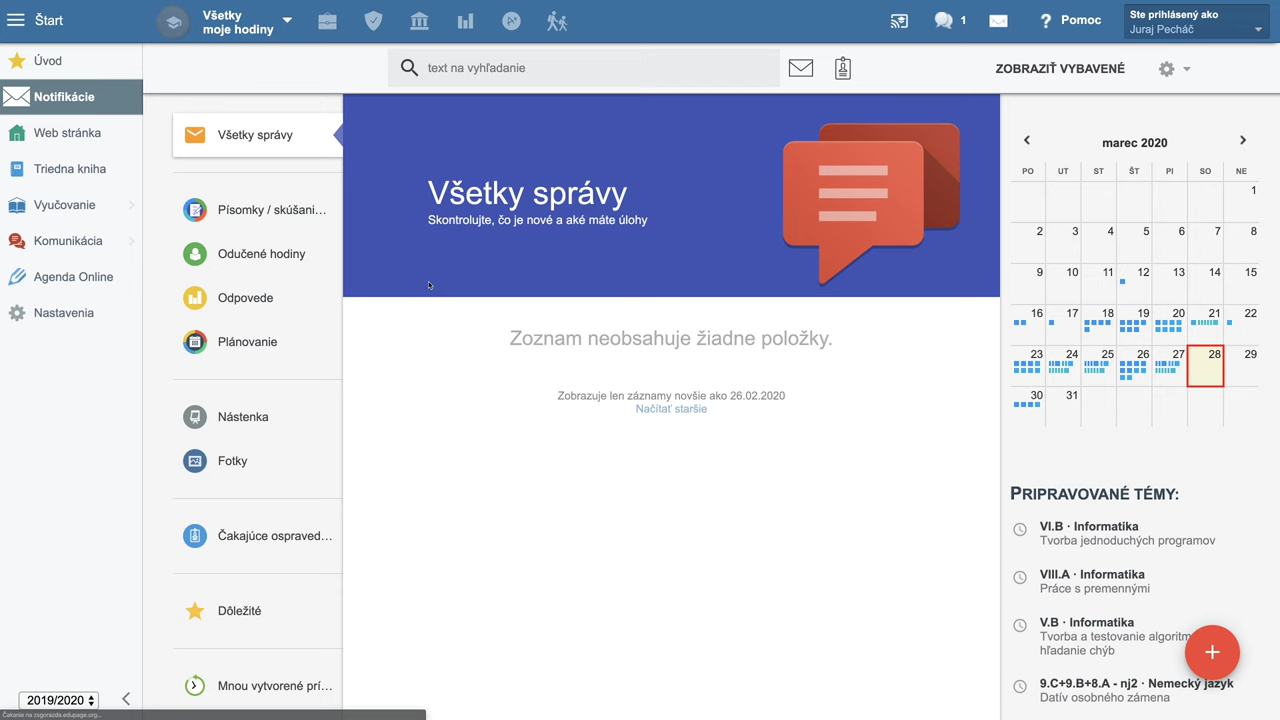 Štart
Všetky
moje hodiny
1
Pomoc
Ste prihlásený ako
Juraj Pecháč
Úvod
Notifikácie
Web stránka
Triedna kniha
Vyučovanie
Komunikácia
Agenda Online
Nastavenia
2019/2020
Čakanie na zagorazda.edupage.org...
text na vyhľadanie
ZOBRAZIŤ VYBAVENÉ
Všetky správy
Písomky / skúšani...
Odučené hodiny
Odpovede
Plánovanie
Nástenka
Fotky
Čakajúce ospraved...
Dôležité
Mnou vytvorené prí...
Všetky správy
Skontrolujte, čo je nové a aké máte úlohy
Zoznam neobsahuje žiadne položky.
Zobrazuje len záznamy novšie ako 26.02.2020
Načítať staršie
marec 2020
PO UT ST ŠT PI SO NE
1
2 3 4 5 6 7 8
9 10 11 12 13 14 15
16 17 18 19 20 21 22
23 24 25 26 27 28 29
30 31
PRIPRAVOVANÉ TÉMY:
VI.B · Informatika
Tvorba jednoduchých programov
VIII.A · Informatika
Práce s premennými
V.B · Informatika
Tvorba a testovanie algoritm
hľadanie chýb
9.C+9.B+8.A - nj2 · Nemecký jazyk
Datív osobného zámena